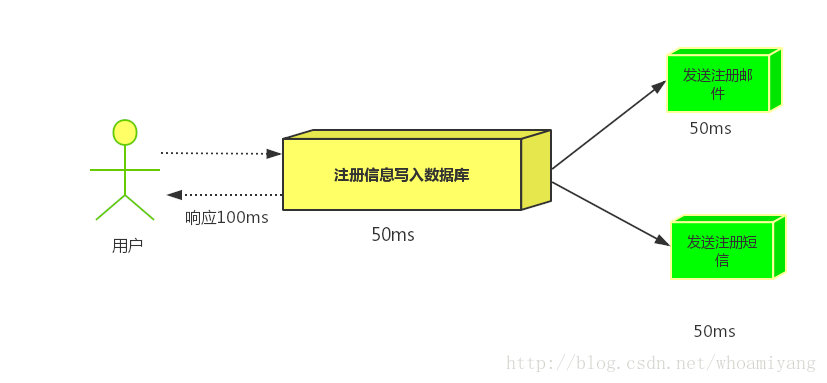 发送注册邮
件
50ms
注册信息写入数据库
响应100ms
50ms
用户
发送注册短
信
50ms
http://blog.csdn.net/whoamiyang